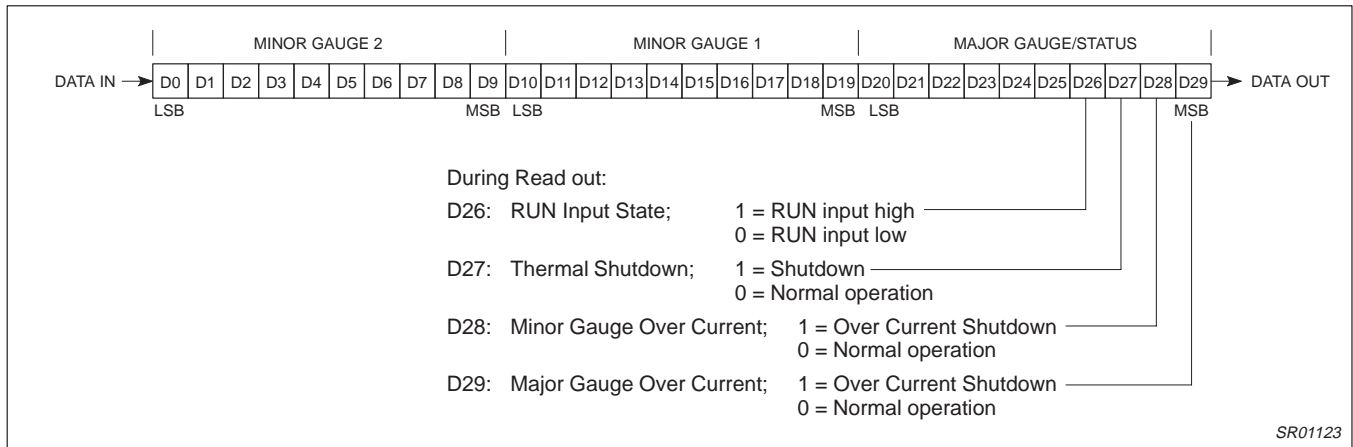 MINOR GAUGE 2 MINOR GAUGE 1 MAJOR GAUGE/STATUS
DATA IN D0 D1 D2 D3 D4 D5 D6 D7 D8 D9 D10 D11 D12 D13 D14 D15 D16 D17 D18 D19 D20 D21 D22 D23 D24 D25 D26 D27 D28 D29 DATA OUT
LSB MSB LSB MSB LSB MSB
During Read out:
D26: RUN Input State; 1 = RUN input high
0 = RUN input low
D27: Thermal Shutdown; 1 = Shutdown
0 = Normal operation
D28: Minor Gauge Over Current; 1 = Over Current Shutdown
0 = Normal operation
D29: Major Gauge Over Current; 1 = Over Current Shutdown
0 = Normal operation
SR01123